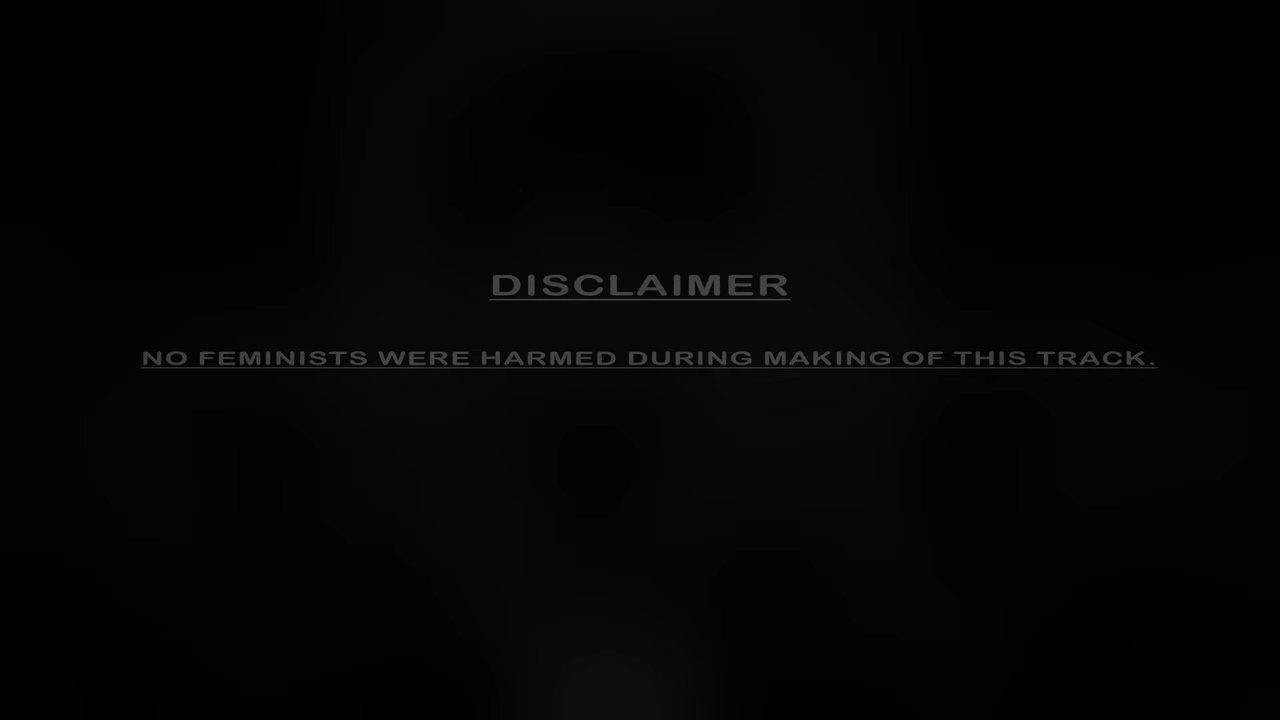 DISCLAIMER
NO FEMINISTS WERE HARMED DURING MAKING OF THIS TRACK.